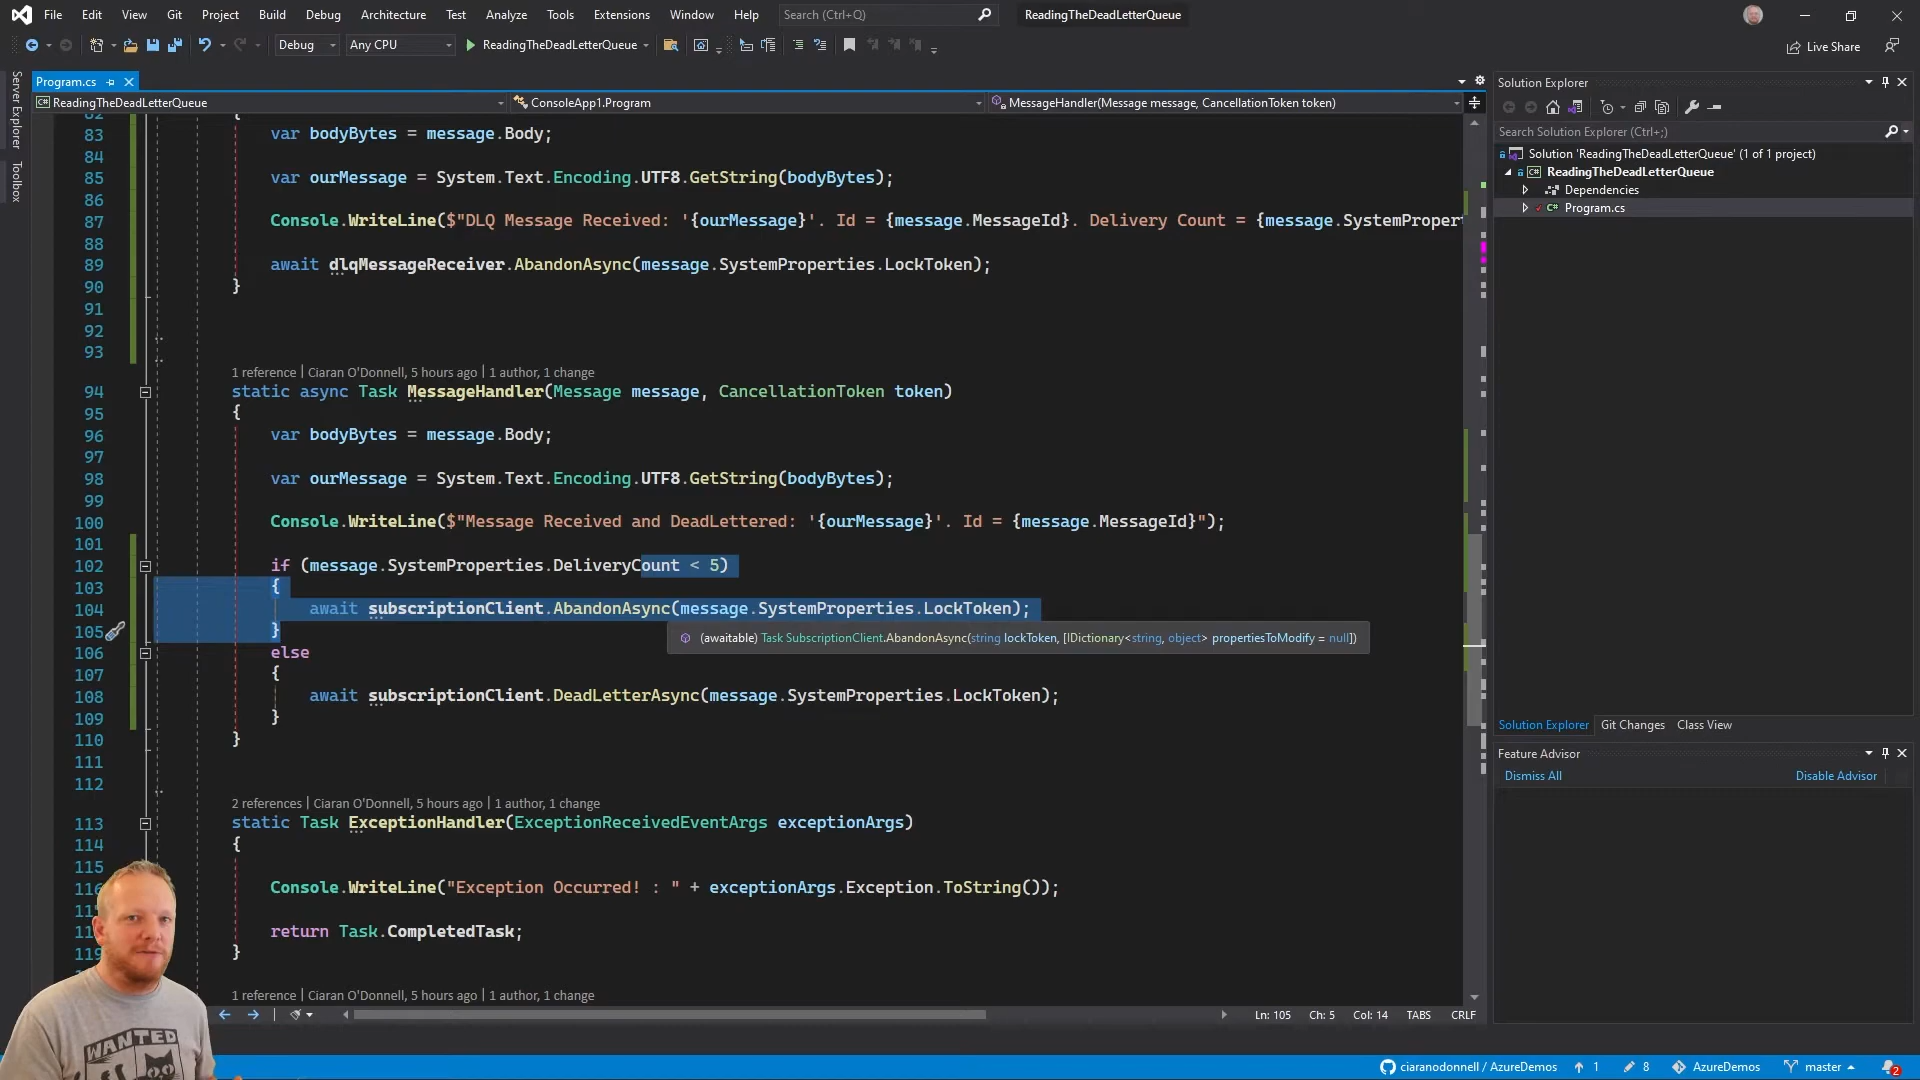 File Edit View Git Project Build Debug Architecture Test Analyze Tools Extensions Window Help Search (Ctrl+Q) ReadingTheDeadLetterQueue
Debug Any CPU ReadingTheDeadLetterQueue Live Share
Server Explorer
Toolbox
Program.cs
ReadingTheDeadLetterQueue ConsoleApp1.Program MessageHandler(Message message, CancellationToken token)
82 {
83 var bodyBytes = message.Body;
84
85 var ourMessage = System.Text.Encoding.UTF8.GetString(bodyBytes);
86
87 Console.WriteLine($"DLQ Message Received: '{ourMessage}'. Id = {message.MessageId}. Delivery Count = {message.SystemPropert
88
89 await dlqMessageReceiver.AbandonAsync(message.SystemProperties.LockToken);
90 }
91
92
93
1 reference | Ciaran O'Donnell, 5 hours ago | 1 author, 1 change
94 static async Task MessageHandler(Message message, CancellationToken token)
95 {
96 var bodyBytes = message.Body;
97
98 var ourMessage = System.Text.Encoding.UTF8.GetString(bodyBytes);
99
100 Console.WriteLine($"Message Received and DeadLettered: '{ourMessage}'. Id = {message.MessageId}");
101
102 if (message.SystemProperties.DeliveryCount < 5)
103 {
104 await subscriptionClient.AbandonAsync(message.SystemProperties.LockToken);
105 }
(awaitable) Task SubscriptionClient.AbandonAsync(string lockToken, [IDictionary<string, object> propertiesToModify = null])
106 else
107 {
108 await subscriptionClient.DeadLetterAsync(message.SystemProperties.LockToken);
109 }
110 }
111
112
2 references | Ciaran O'Donnell, 5 hours ago | 1 author, 1 change
113 static Task ExceptionHandler(ExceptionReceivedEventArgs exceptionArgs)
114 {
115
116 Console.WriteLine("Exception Occurred! : " + exceptionArgs.Exception.ToString());
11
11 return Task.CompletedTask;
119 }
1 reference | Ciaran O'Donnell, 5 hours ago | 1 author, 1 change
Ln: 105 Ch: 5 Col: 14 TABS CRLF
Solution Explorer
Search Solution Explorer (Ctrl+;)
Solution 'ReadingTheDeadLetterQueue' (1 of 1 project)
ReadingTheDeadLetterQueue
Dependencies
Program.cs
Solution Explorer Git Changes Class View
Feature Advisor
Dismiss All Disable Advisor
WANTED
ciaranodonnell / AzureDemos 1 8 AzureDemos master 2